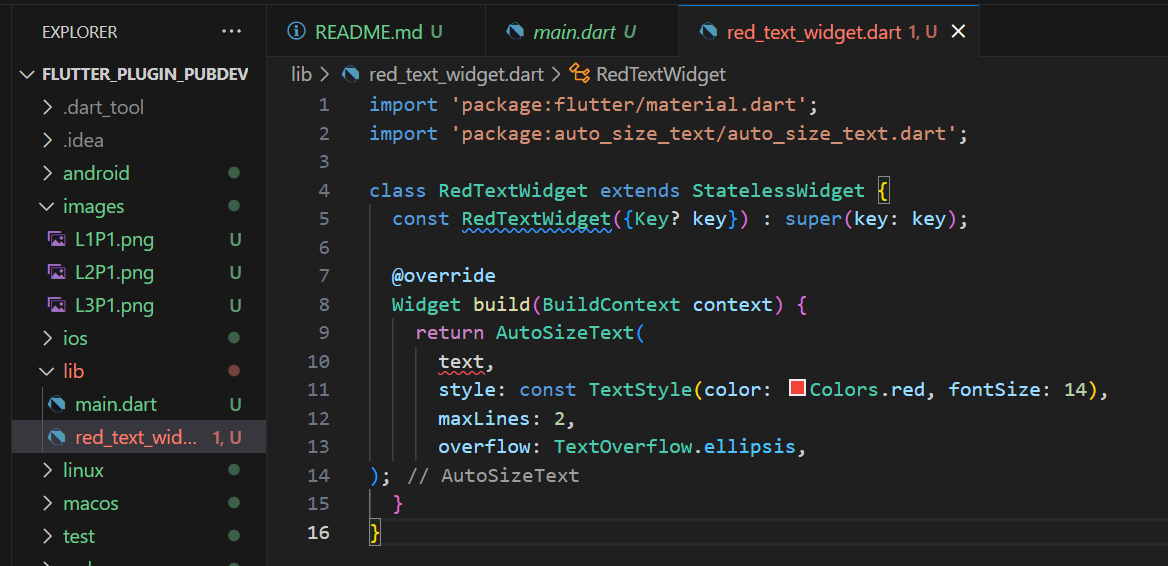 EXPLORER ...
FLUTTER_PLUGIN_PUBDEV
.dart_tool
.idea
android
images
L1P1.png U
L2P1.png U
L3P1.png U
ios
lib
main.dart U
red_text_wid... 1, U
linux
macos
test
README.md U
main.dart U
red_text_widget.dart 1, U
lib > red_text_widget.dart > RedTextWidget
1 import 'package:flutter/material.dart';
2 import 'package:auto_size_text/auto_size_text.dart';
3
4 class RedTextWidget extends StatelessWidget {
5   const RedTextWidget({Key? key}) : super(key: key);
6
7   @override
8   Widget build(BuildContext context) {
9     return AutoSizeText(
10       text,
11       style: const TextStyle(color: Colors.red, fontSize: 14),
12       maxLines: 2,
13       overflow: TextOverflow.ellipsis,
14 ); // AutoSizeText
15   }
16 }